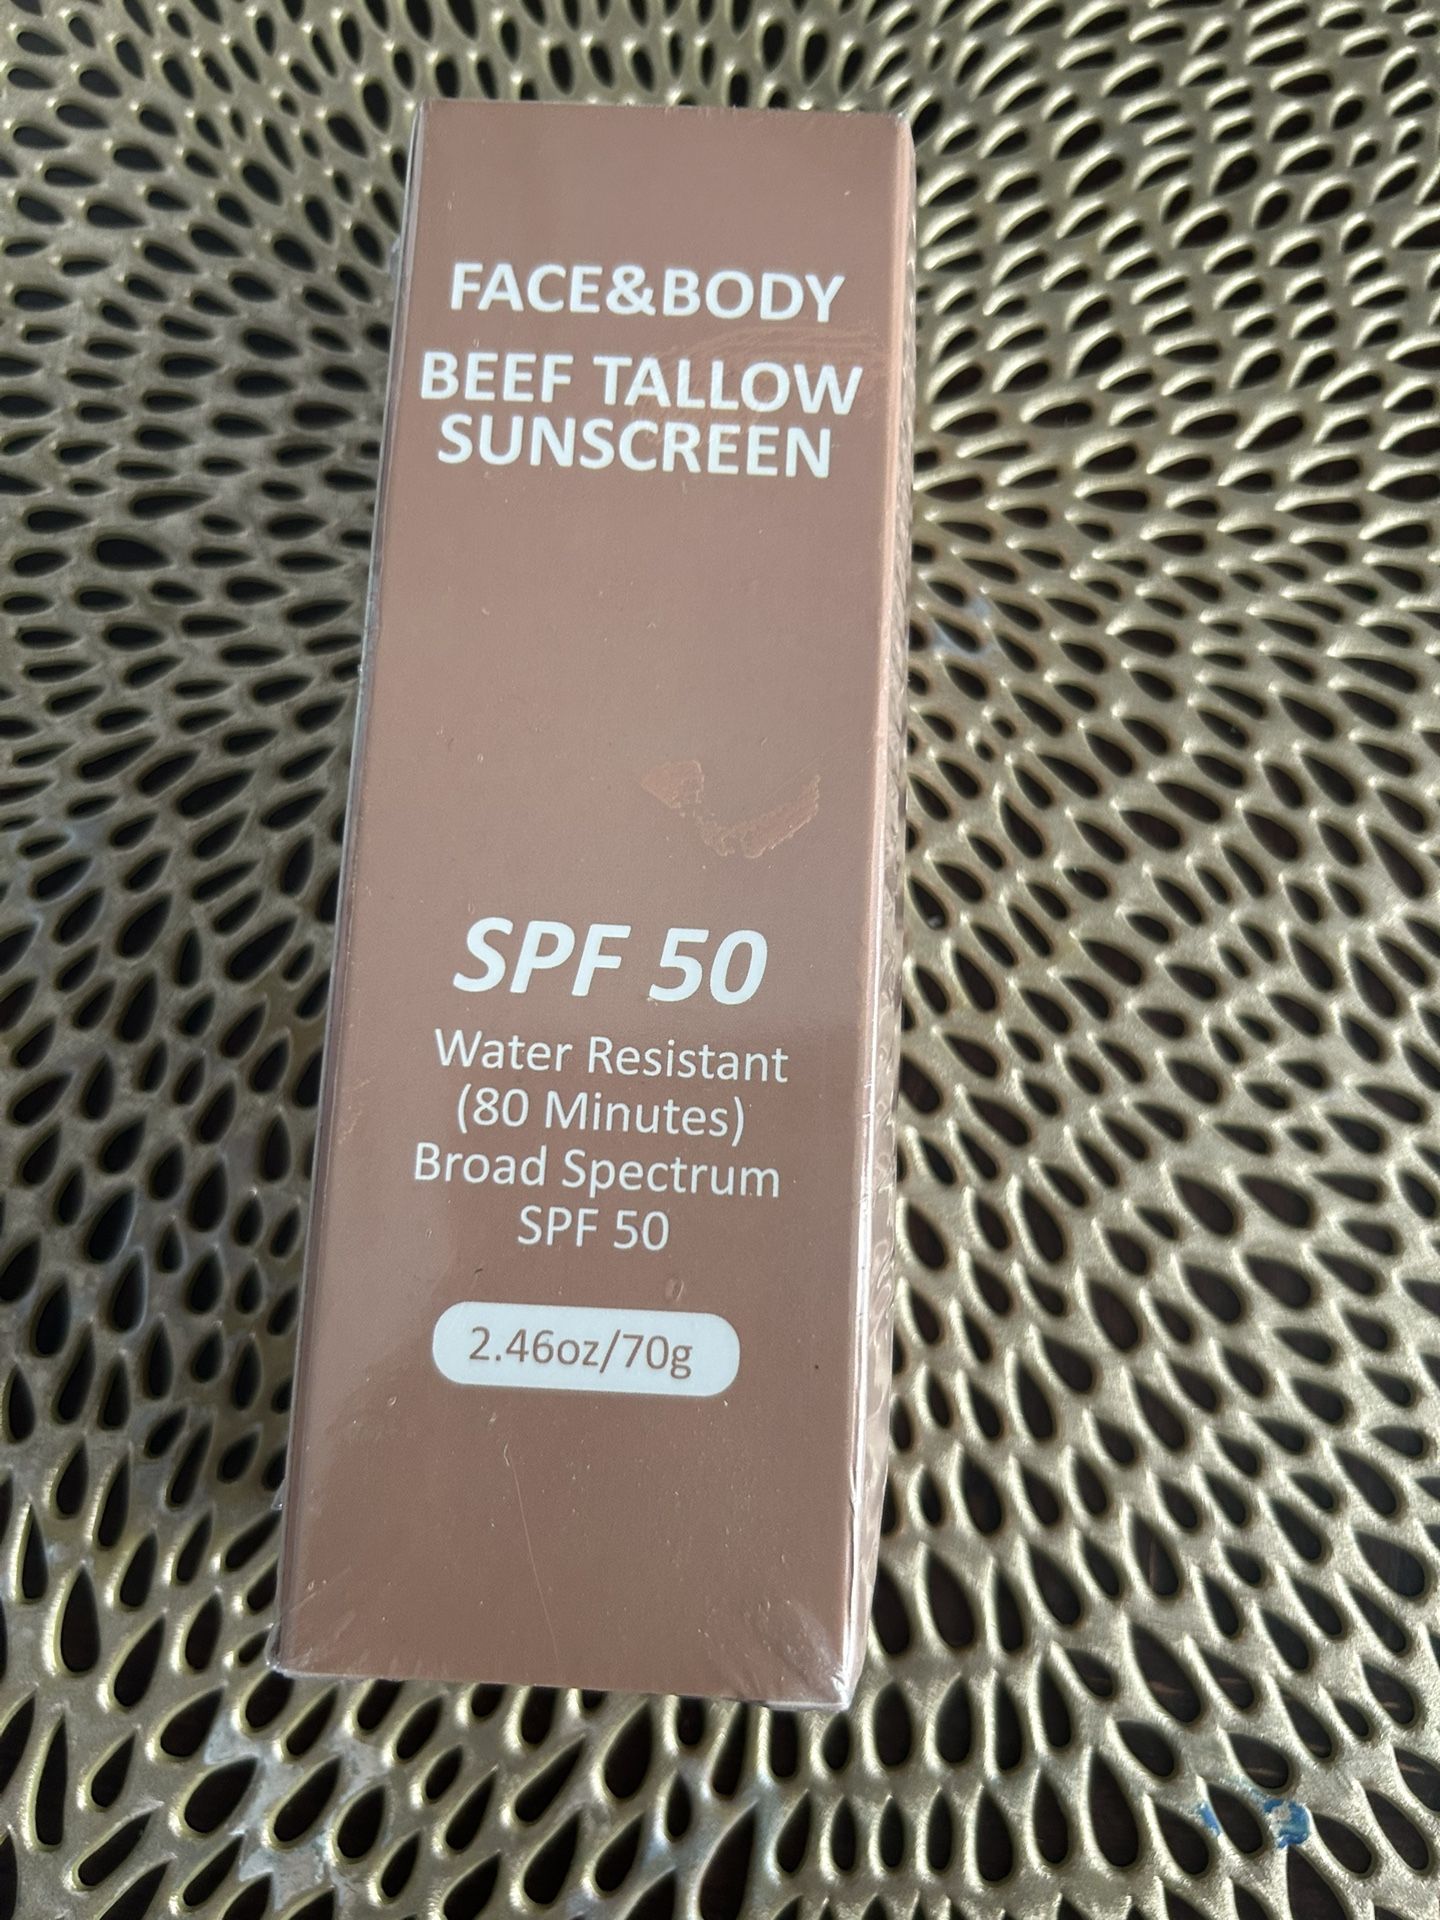 FACE&BODY
BEEF TALLOW
SUNSCREEN
SPF 50
Water Resistant
(80 Minutes)
Broad Spectrum
SPF 50
2.46oz/70g